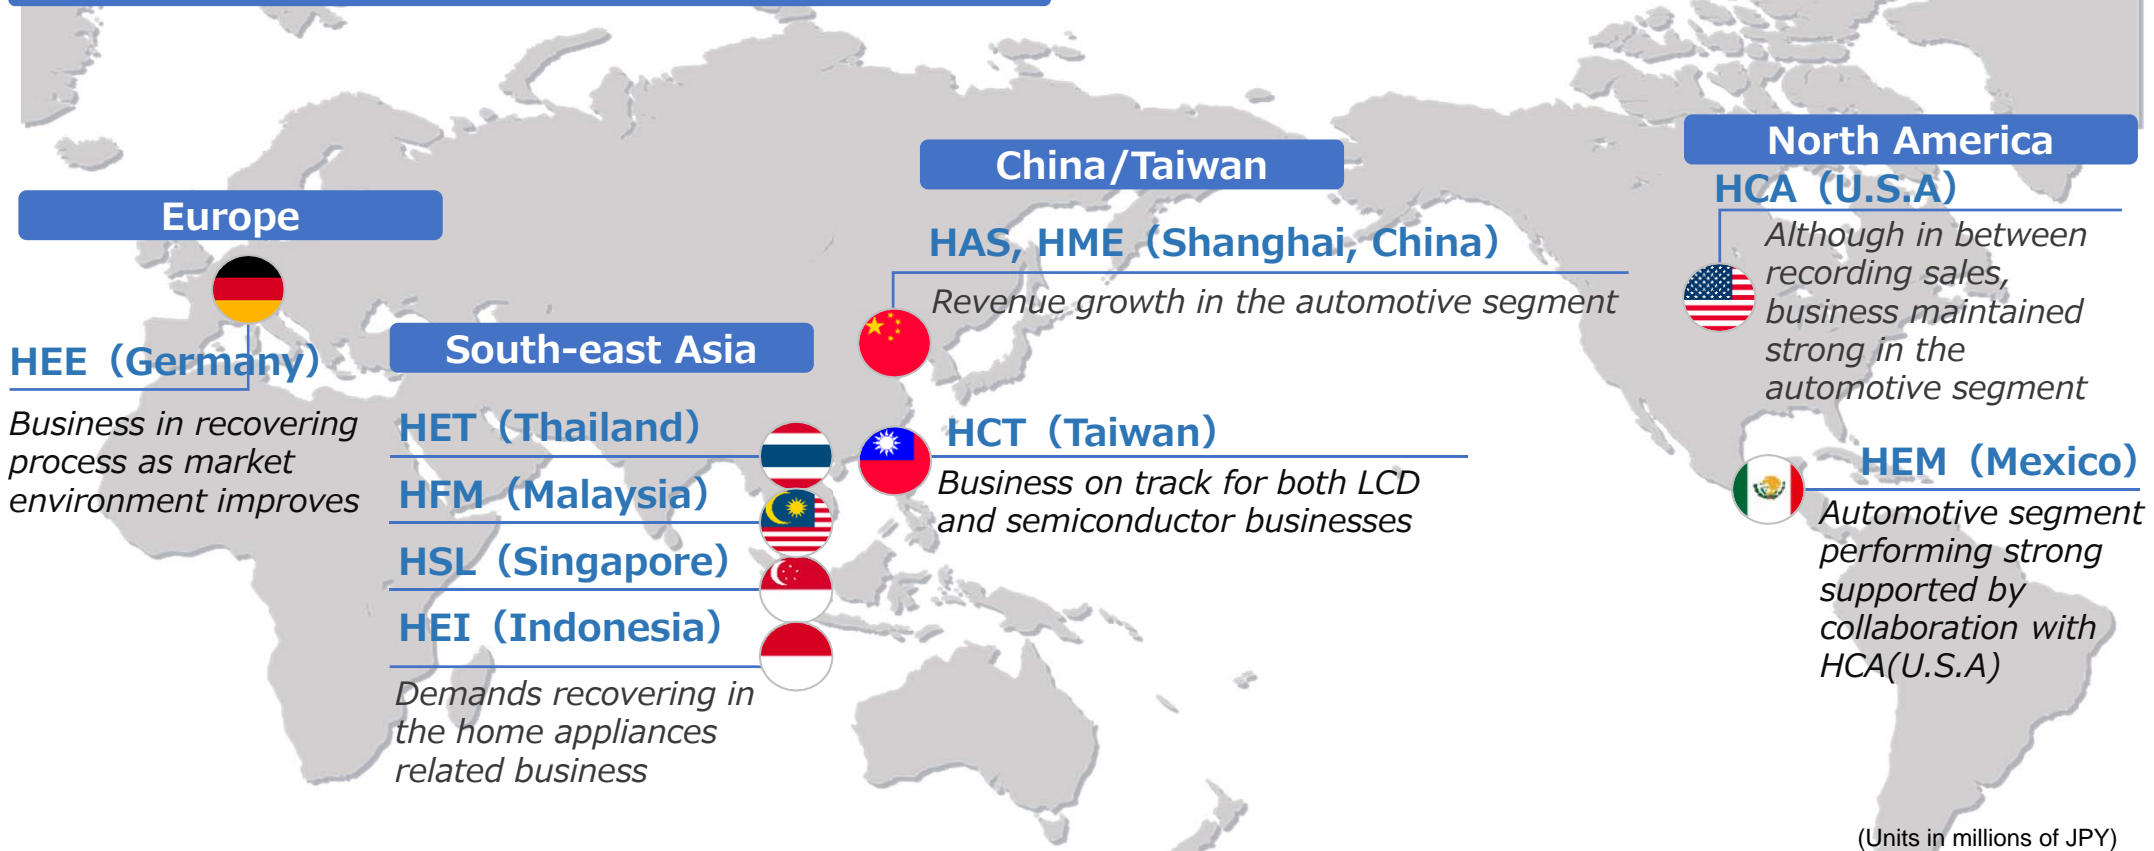 Europe
HEE（Germany）
Business in recovering
process as market
environment improves
South-east Asia
HET（Thailand）
HFM（Malaysia）
HSL（Singapore）
HEI（Indonesia）
Demands recovering in
the home appliances
related business
China/Taiwan
HAS, HME（Shanghai, China）
Revenue growth in the automotive segment
HCT（Taiwan）
Business on track for both LCD
and semiconductor businesses
North America
HCA（U.S.A）
Although in between
recording sales,
business maintained
strong in the
automotive segment
HEM（Mexico）
Automotive segment
performing strong
supported by
collaboration with
HCA(U.S.A)
(Units in millions of JPY)